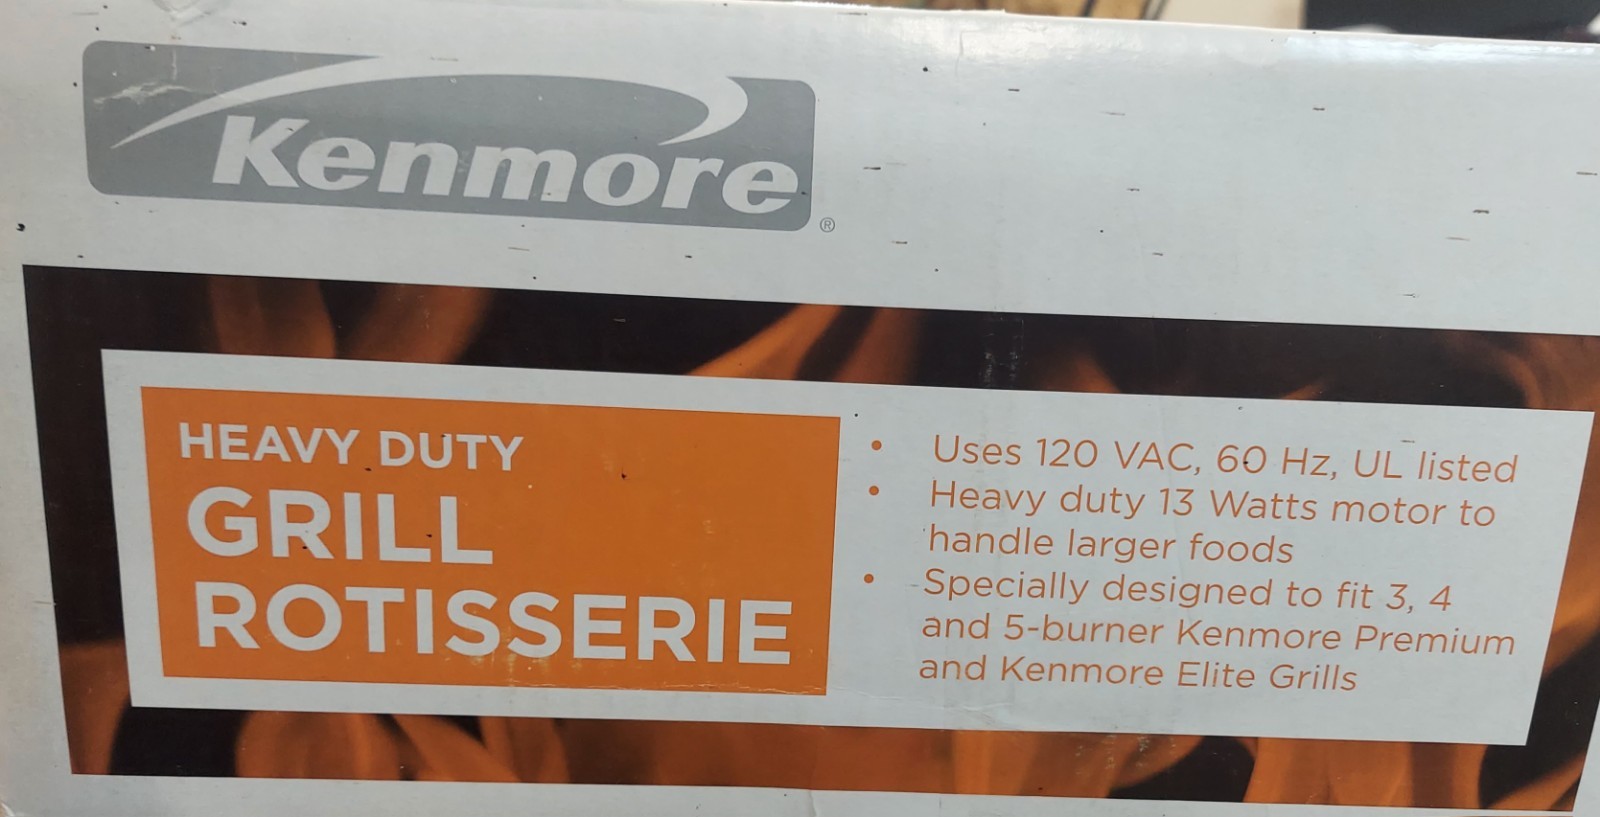 Kenmore®
HEAVY DUTY
GRILL
ROTISSERIE
• Uses 120 VAC, 60 Hz, UL listed
• Heavy duty 13 Watts motor to
handle larger foods
• Specially designed to fit 3, 4
and 5-burner Kenmore Premium
and Kenmore Elite Grills